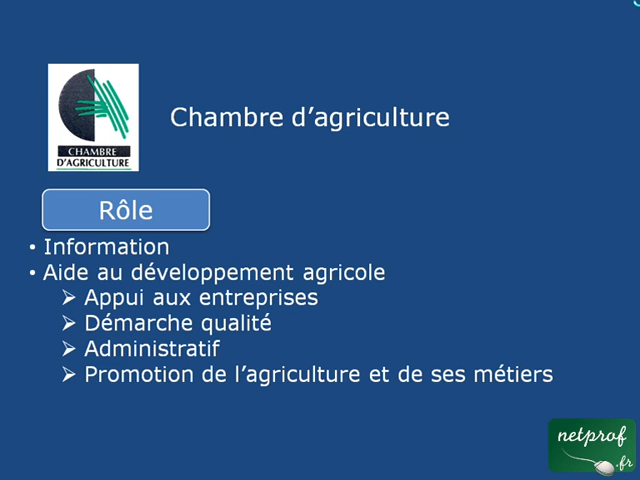 CHAMBRE
D'AGRICULTURE
Chambre d’agriculture
Rôle
• Information
• Aide au développement agricole
➢ Appui aux entreprises
➢ Démarche qualité
➢ Administratif
➢ Promotion de l’agriculture et de ses métiers
netprof
.fr